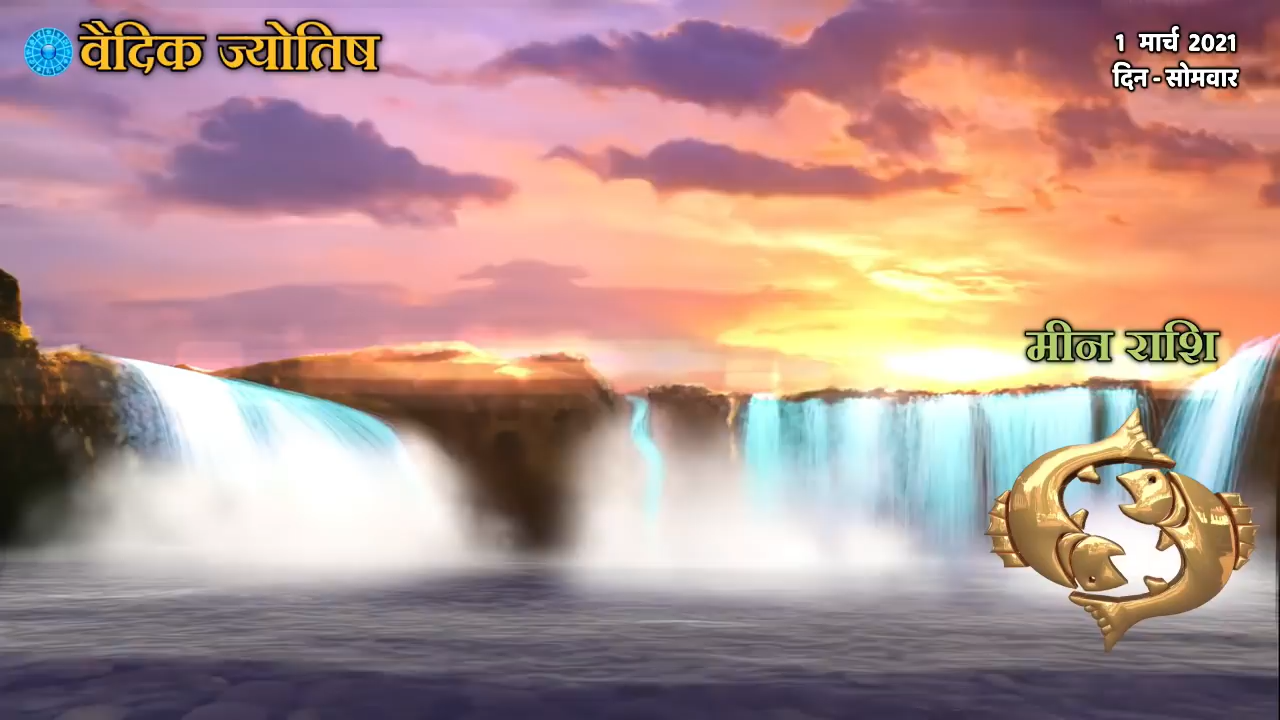 वैदिक ज्योतिष
1 मार्च 2021
दिन - सोमवार
मीन राशि